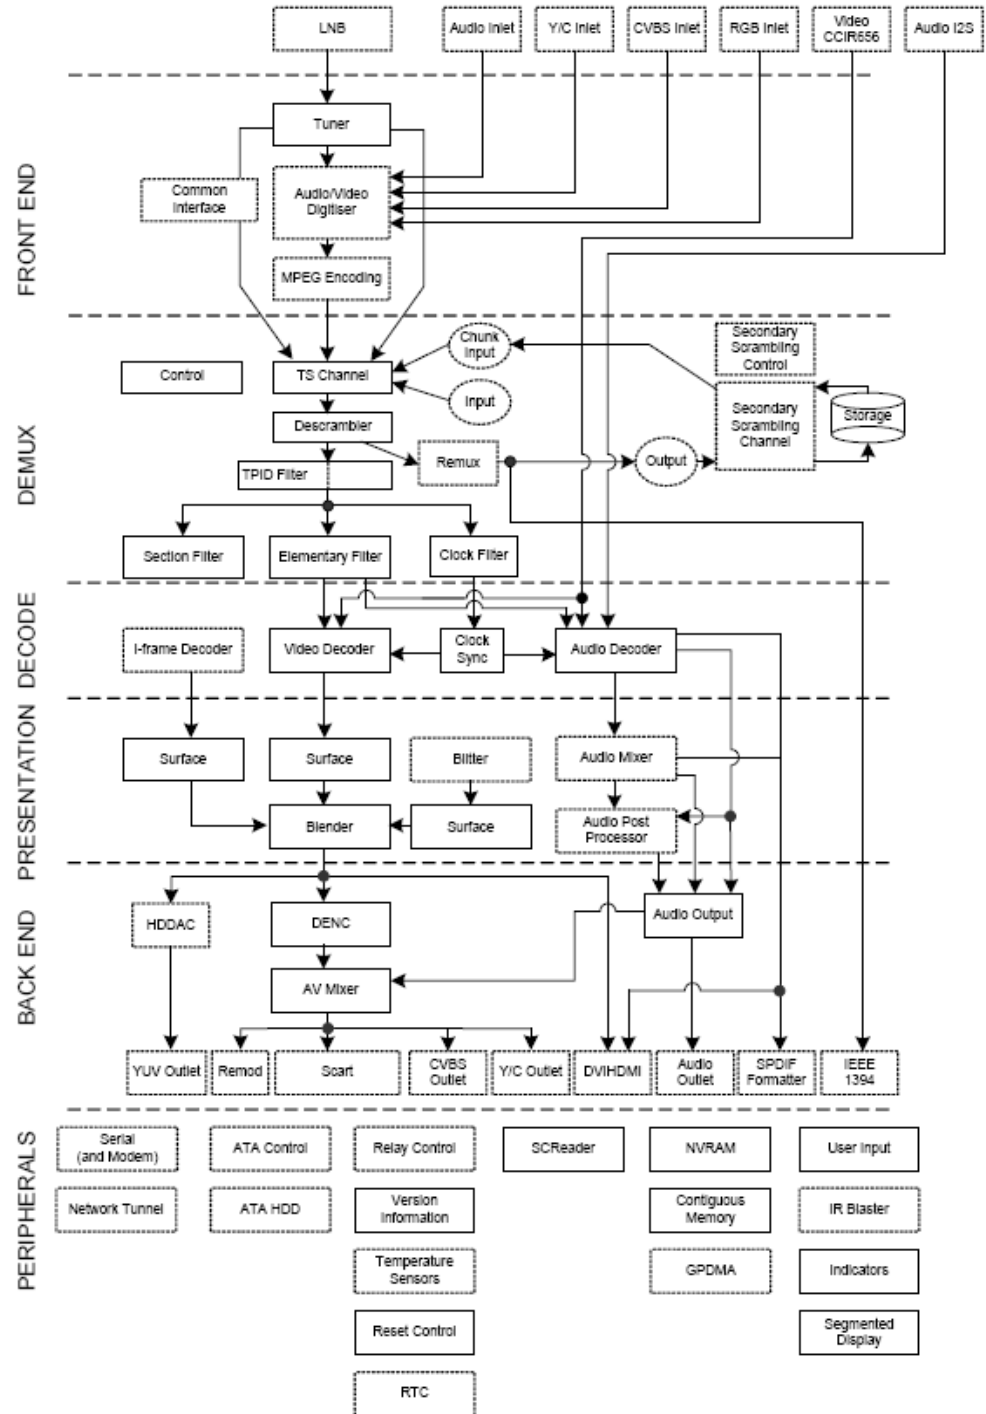 LNB
Audio Inlet
Y/C Inlet
CVBS Inlet
RGB Inlet
Video
CCIR656
Audio I2S
FRONT END
Tuner
Common
Interface
Audio/Video
Digitiser
MPEG Encoding
DEMUX
Control
TS Channel
Chunk
Input
Input
Secondary
Scrambling
Control
Secondary
Scrambling
Channel
Storage
Descrambler
Remux
Output
TPID Filter
Section Filter
Elementary Filter
Clock Filter
DECODE
I-frame Decoder
Video Decoder
Clock
Sync
Audio Decoder
PRESENTATION
Surface
Surface
Blitter
Audio Mixer
Blender
Surface
Audio Post
Processor
BACK END
HDDAC
DENC
Audio Output
AV Mixer
YUV Outlet
Remod
Scart
CVBS
Outlet
Y/C Outlet
DVIHDMI
Audio
Outlet
SPDIF
Formatter
IEEE
1394
PERIPHERALS
Serial
(and Modem)
ATA Control
Relay Control
SCReader
NVRAM
User Input
Network Tunnel
ATA HDD
Version
Information
Contiguous
Memory
IR Blaster
Temperature
Sensors
GPDMA
Indicators
Reset Control
Segmented
Display
RTC